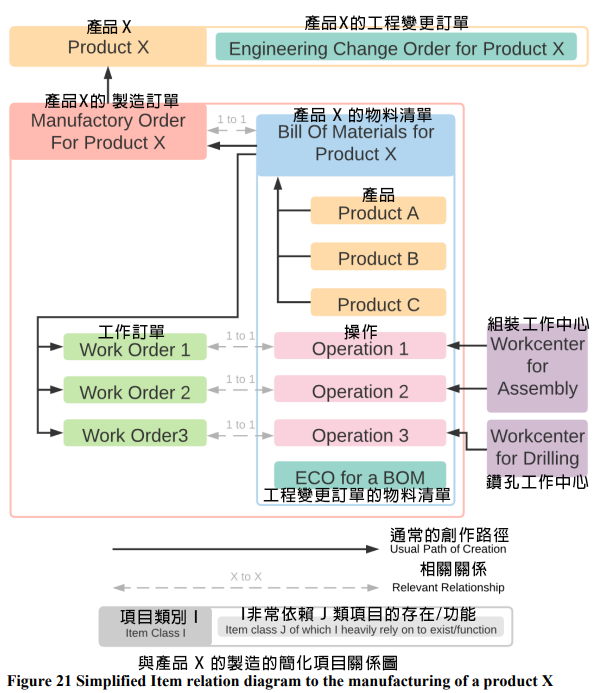 產品X
Product X
產品X的工程變更訂單
Engineering Change Order for Product X
產品X的 製造訂單
Manufactory Order
For Product X
1 to 1
產品 X 的物料清單
Bill Of Materials for
Product X
產品
Product A
Product B
Product C
工作訂單
Work Order 1
1 to 1
操作
Operation 1
組裝工作中心
Workcenter
for
Assembly
Work Order 2
1 to 1
Operation 2
Work Order3
1 to 1
Operation 3
Workcenter
for Drilling
鑽孔工作中心
ECO for a BOM
工程變更訂單的物料清單
通常的創作路徑
Usual Path of Creation
X to X
相關關係
Relevant Relationship
項目類別 I
Item Class I
I非常依賴 J 類項目的存在/功能
Item class J of which I heavily rely on to exist/function
與產品 X 的製造的簡化項目關係圖
Figure 21 Simplified Item relation diagram to the manufacturing of a product X